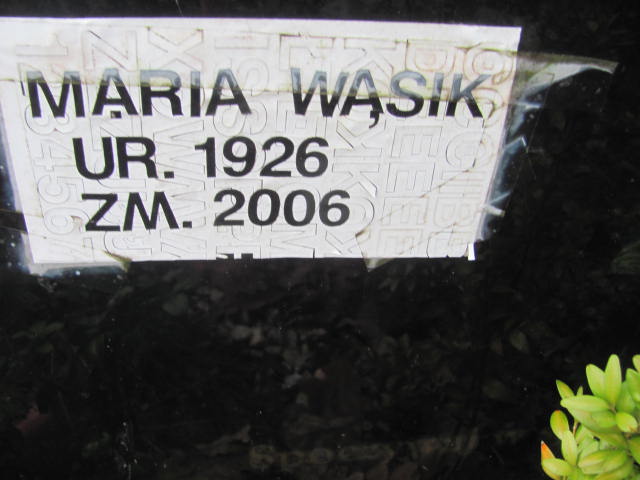 MARIA WĄSIK
UR. 1926
ZM. 2006